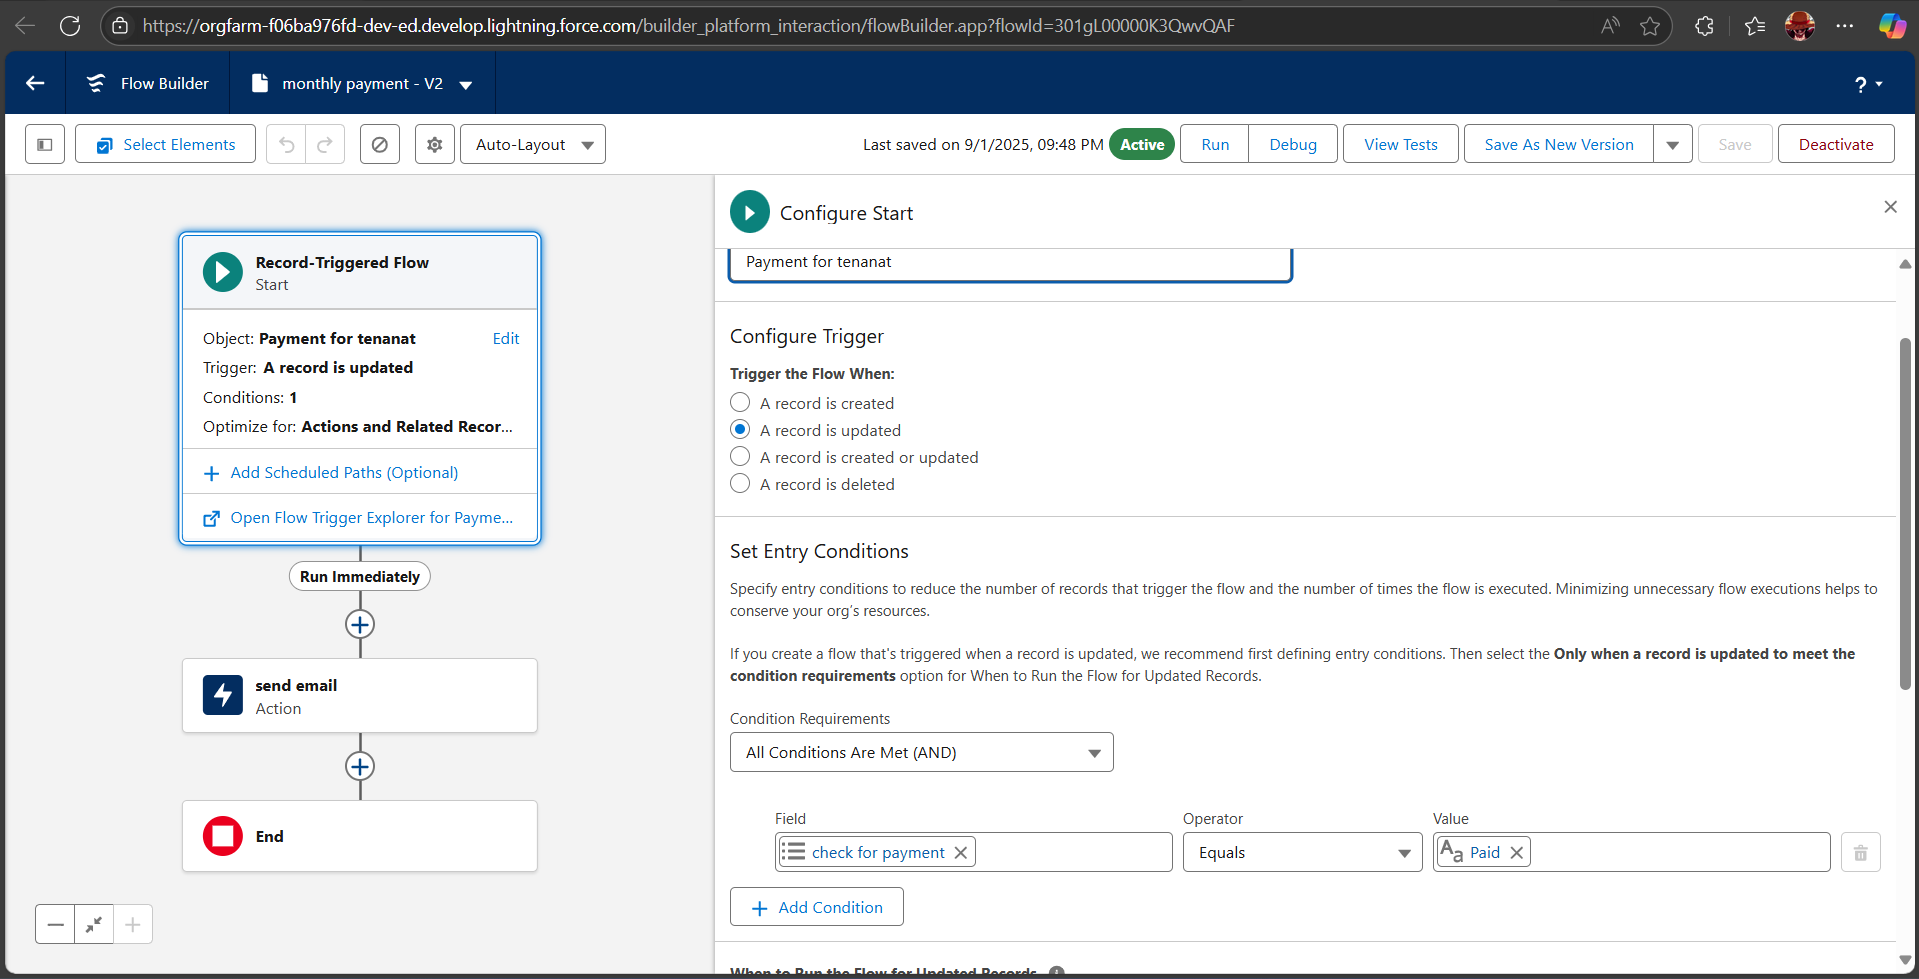 https://orgfarm-f06ba976fd-dev-ed.develop.lightning.force.com/builder_platform_interaction/flowBuilder.app?flowId=301gL00000K3QwvQAF
Flow Builder
monthly payment - V2
?
Select Elements
Auto-Layout
Last saved on 9/1/2025, 09:48 PM
Active
Run
Debug
View Tests
Save As New Version
Save
Deactivate
Record-Triggered Flow
Start
Object: Payment for tenanat
Edit
Trigger: A record is updated
Conditions: 1
Optimize for: Actions and Related Recor...
Add Scheduled Paths (Optional)
Open Flow Trigger Explorer for Payme...
Run Immediately
send email
Action
End
Configure Start
Payment for tenanat
Configure Trigger
Trigger the Flow When:
A record is created
A record is updated
A record is created or updated
A record is deleted
Set Entry Conditions
Specify entry conditions to reduce the number of records that trigger the flow and the number of times the flow is executed. Minimizing unnecessary flow executions helps to
conserve your org's resources.
If you create a flow that's triggered when a record is updated, we recommend first defining entry conditions. Then select the Only when a record is updated to meet the
condition requirements option for When to Run the Flow for Updated Records.
Condition Requirements
All Conditions Are Met (AND)
Field
Operator
Value
check for payment
Equals
Aa Paid
Add Condition
When to Run the Flow for Updated Records